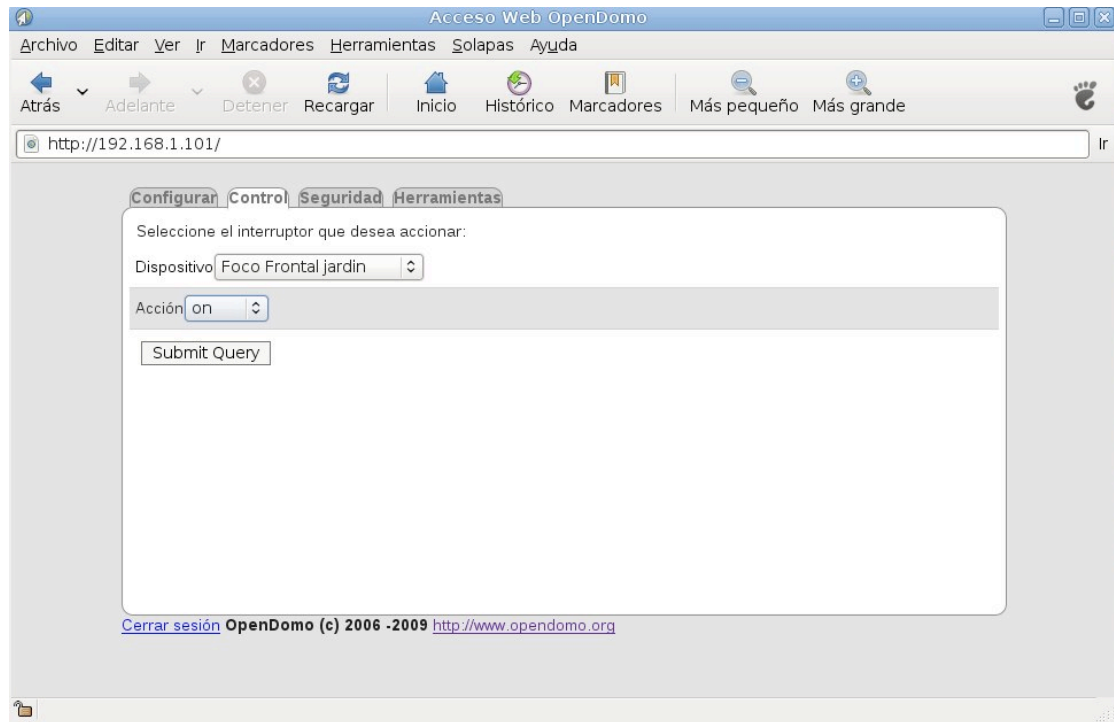 Acceso Web OpenDomo
Archivo Editar Ver Ir Marcadores Herramientas Solapas Ayuda
Atrás Adelante Detener Recargar Inicio Histórico Marcadores Más pequeño Más grande
http://192.168.1.101/ Ir
Configurar Control Seguridad Herramientas
Seleccione el interruptor que desea accionar:
Dispositivo Foco Frontal jardin
Acción on
Submit Query
Cerrar sesión OpenDomo (c) 2006 -2009 http://www.opendomo.org